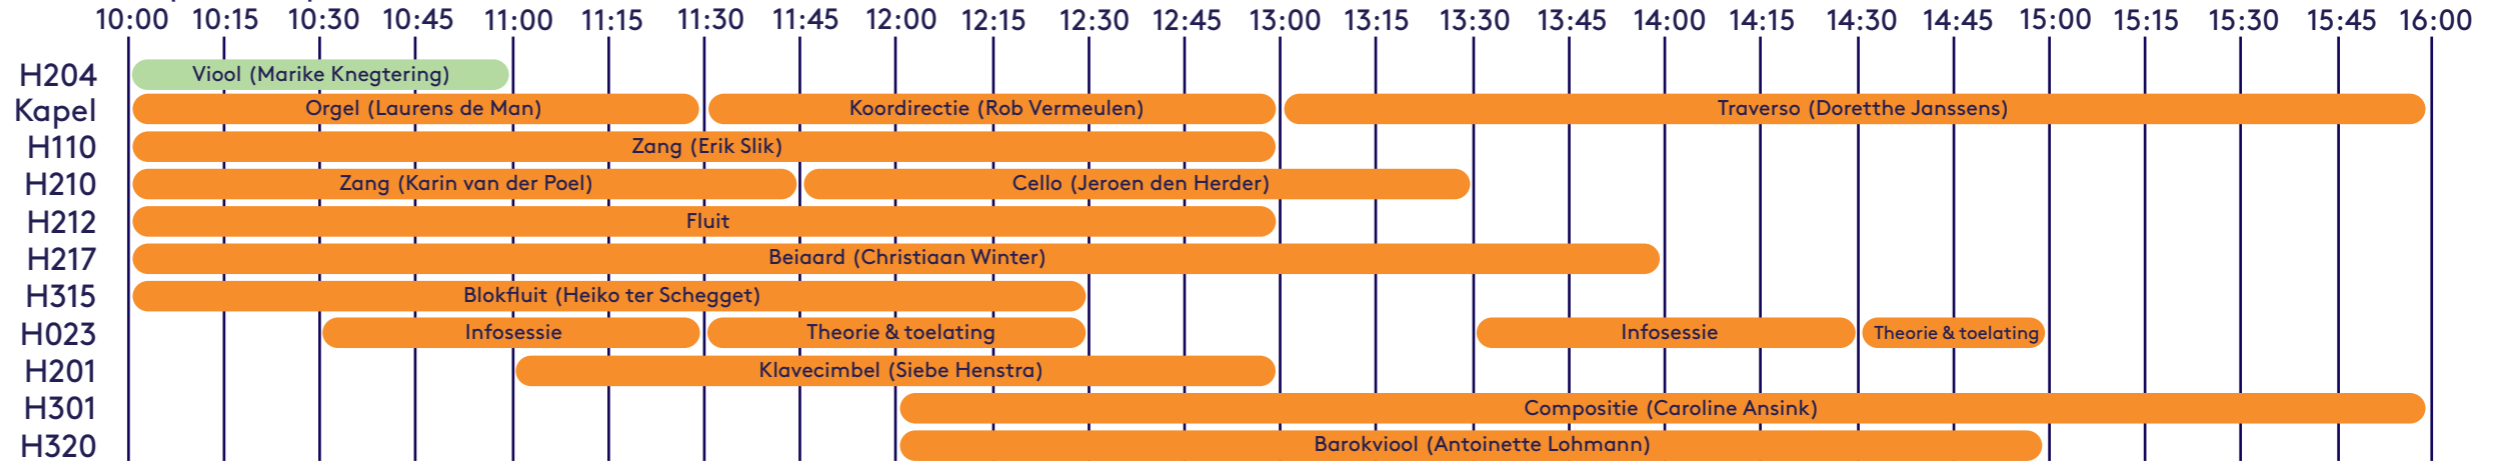 10:00 10:15 10:30 10:45 11:00 11:15 11:30 11:45 12:00 12:15 12:30 12:45 13:00 13:15 13:30 13:45 14:00 14:15 14:30 14:45 15:00 15:15 15:30 15:45 16:00
H204 Viool (Marike Knegtering)
Kapel Orgel (Laurens de Man) Koordirectie (Rob Vermeulen) Traverso (Doretthe Janssens)
H110 Zang (Erik Slik)
H210 Zang (Karin van der Poel) Cello (Jeroen den Herder)
H212 Fluit
H217 Beiaard (Christiaan Winter)
H315 Blokfluit (Heiko ter Schegget)
H023 Infosessie Theorie & toelating Infosessie Theorie & toelating
H201 Klavecimbel (Siebe Henstra)
H301 Compositie (Caroline Ansink)
H320 Barokviool (Antoinette Lohmann)